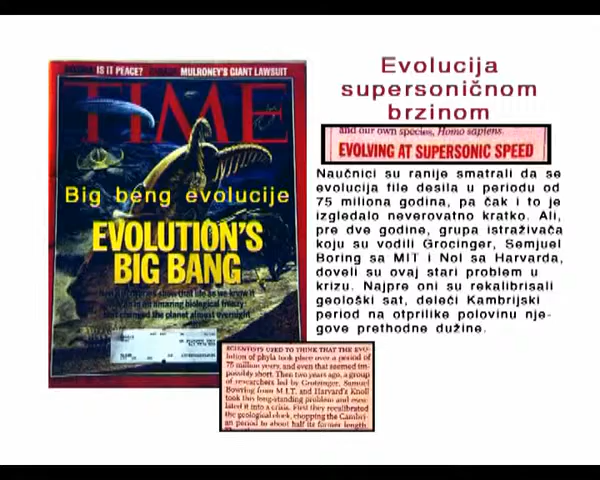 IS IT PEACE?
MULRONEY'S GIANT LAWSUIT
TIME
Big beng evolucije
EVOLUTION'S
BIG BANG
Evolucija
supersoničnom
brzinom
and our own species, Homo sapiens.
EVOLVING AT SUPERSONIC SPEED
Naučnici su ranije smatrali da se
evolucija file desila u periodu od
75 miliona godina, pa čak i to je
izgledalo neverovatno kratko. Ali,
pre dve godine, grupa istraživača
koju su vodili Grocinger, Semjuel
Boring sa MIT i Nol sa Harvarda,
doveli su ovaj stari problem u
krizu. Najpre oni su rekalibrisali
geološki sat, deleći Kambrijski
period na otprilike polovinu nje-
gove prethodne dužine.
SCIENTISTS USED TO THINK THAT THE EVO-
lution of phyla took place over a period of
75 million years, and even that seemed im-
possibly short. Then two years ago, a group
of researchers led by Grotzinger, Samuel
Bowring from M.I.T. and Harvard's Knoll
took this long-standing problem and esca-
lated it into a crisis. First they recalibrated
the geological clock, chopping the Cambri-
an period to about half its former length.